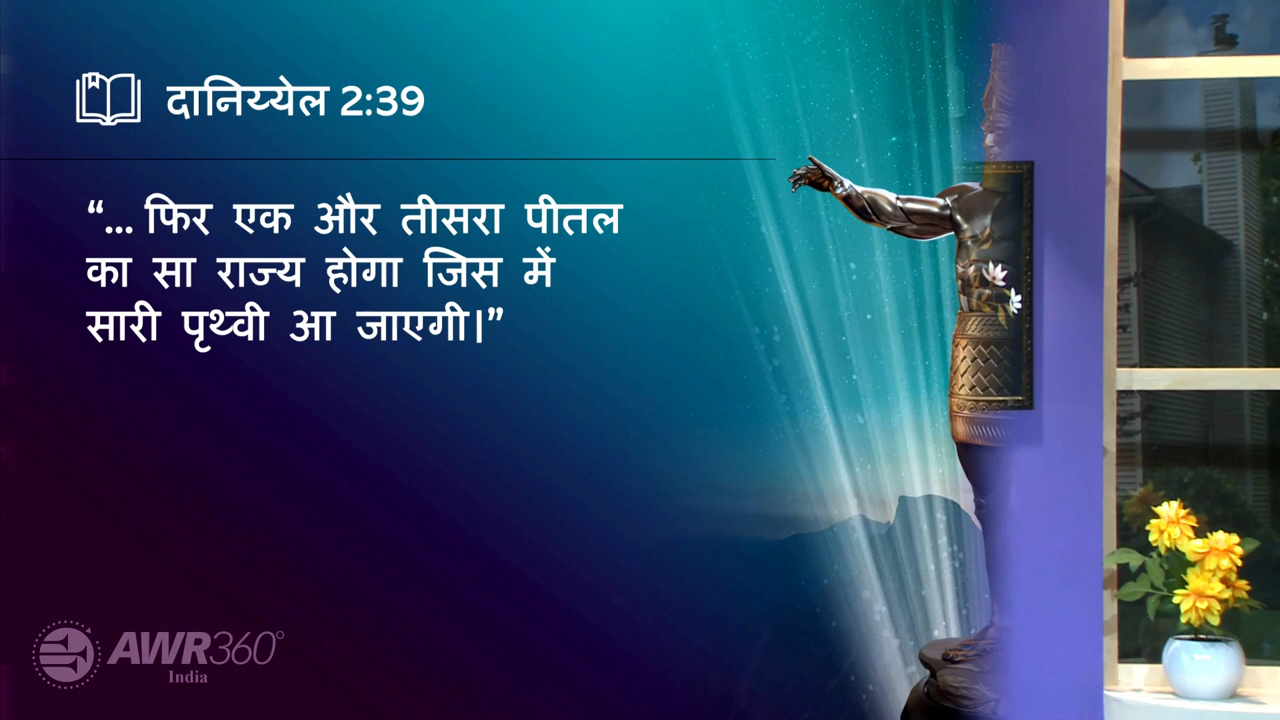 दानिय्येल 2:39
“... फिर एक और तीसरा पीतल
का सा राज्य होगा जिस में
सारी पृथ्वी आ जाएगी।”
AWR360°
India